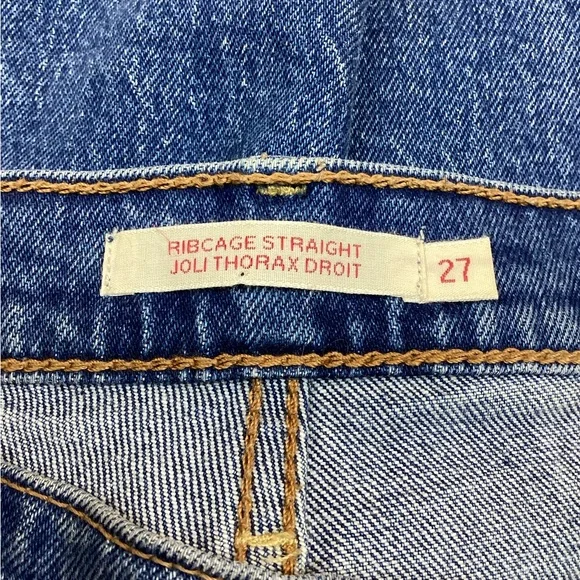 RIBCAGE STRAIGHT
JOLI THORAX DROIT
27